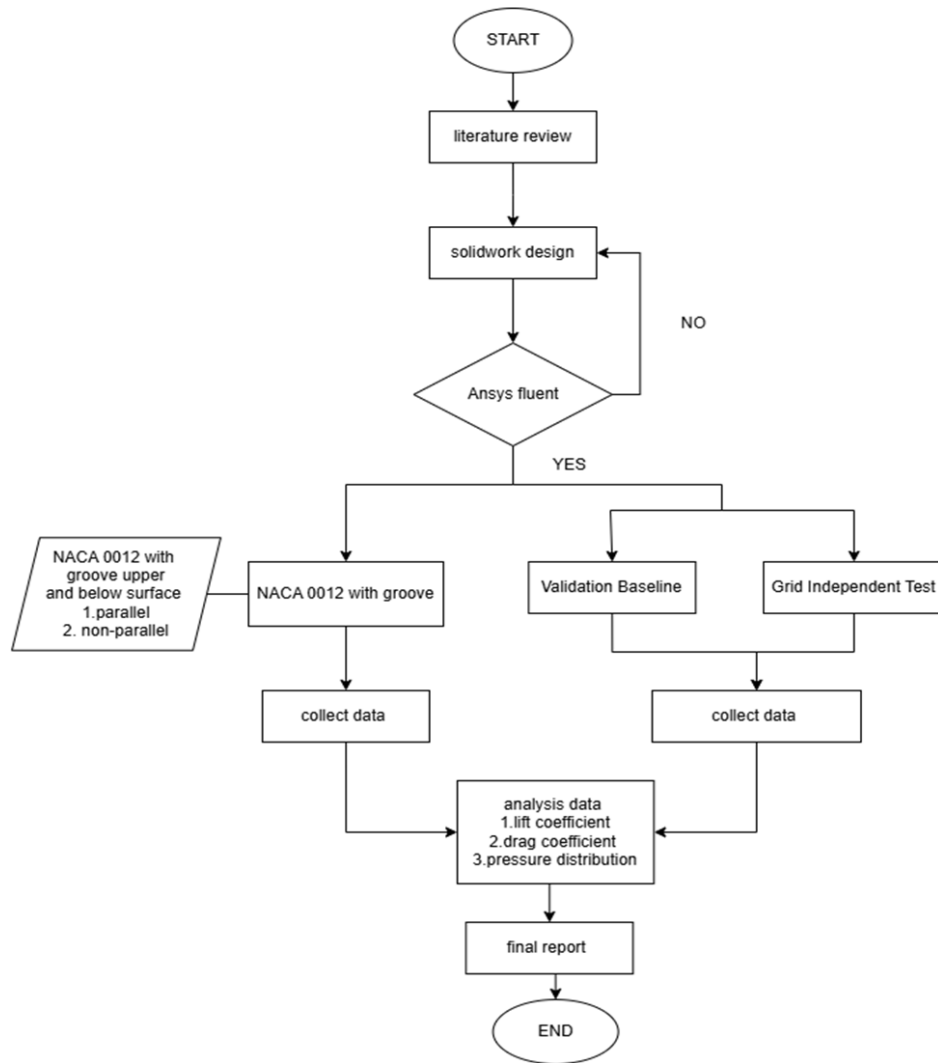 START
literature review
solidwork design
NO
Ansys fluent
YES
NACA 0012 with
groove upper
and below surface
1.parallel
2. non-parallel
NACA 0012 with groove
Validation Baseline
Grid Independent Test
collect data
collect data
analysis data
1.lift coefficient
2.drag coefficient
3.pressure distribution
final report
END